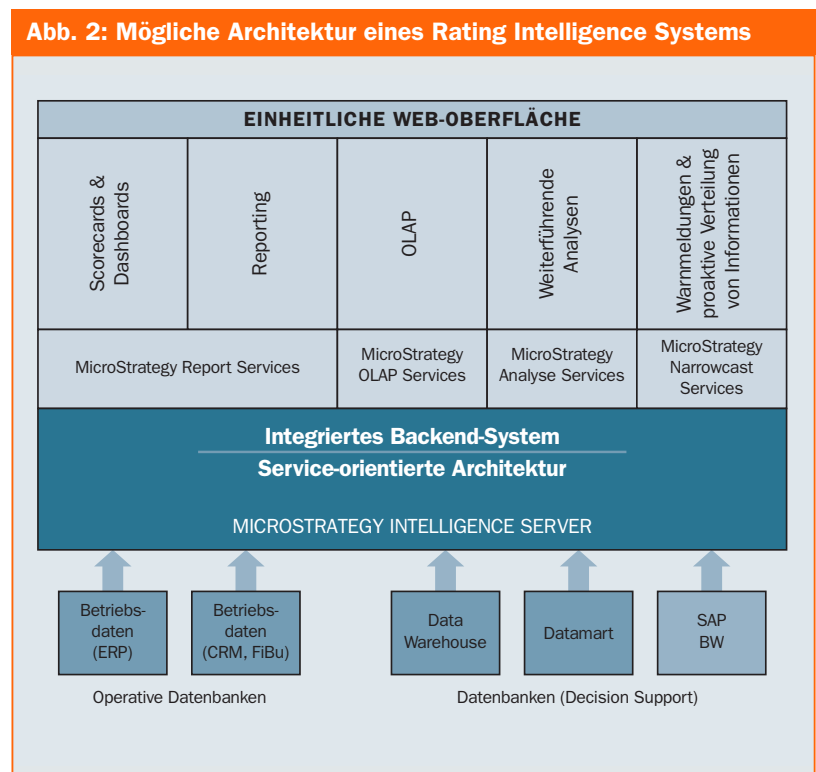 Abb. 2: Mögliche Architektur eines Rating Intelligence Systems
EINHEITLICHE WEB-OBERFLÄCHE
Scorecards &
Dashboards
Reporting
OLAP
Weiterführende
Analysen
Warnmeldungen &
proaktive Verteilung
von Informationen
MicroStrategy Report Services
MicroStrategy
OLAP Services
MicroStrategy
Analyse Services
MicroStrategy
Narrowcast
Services
Integriertes Backend-System
Service-orientierte Architektur
MICROSTRATEGY INTELLIGENCE SERVER
Betriebs-
daten
(ERP)
Betriebs-
daten
(CRM, FiBu)
Data
Warehouse
Datamart
SAP
BW
Operative Datenbanken
Datenbanken (Decision Support)